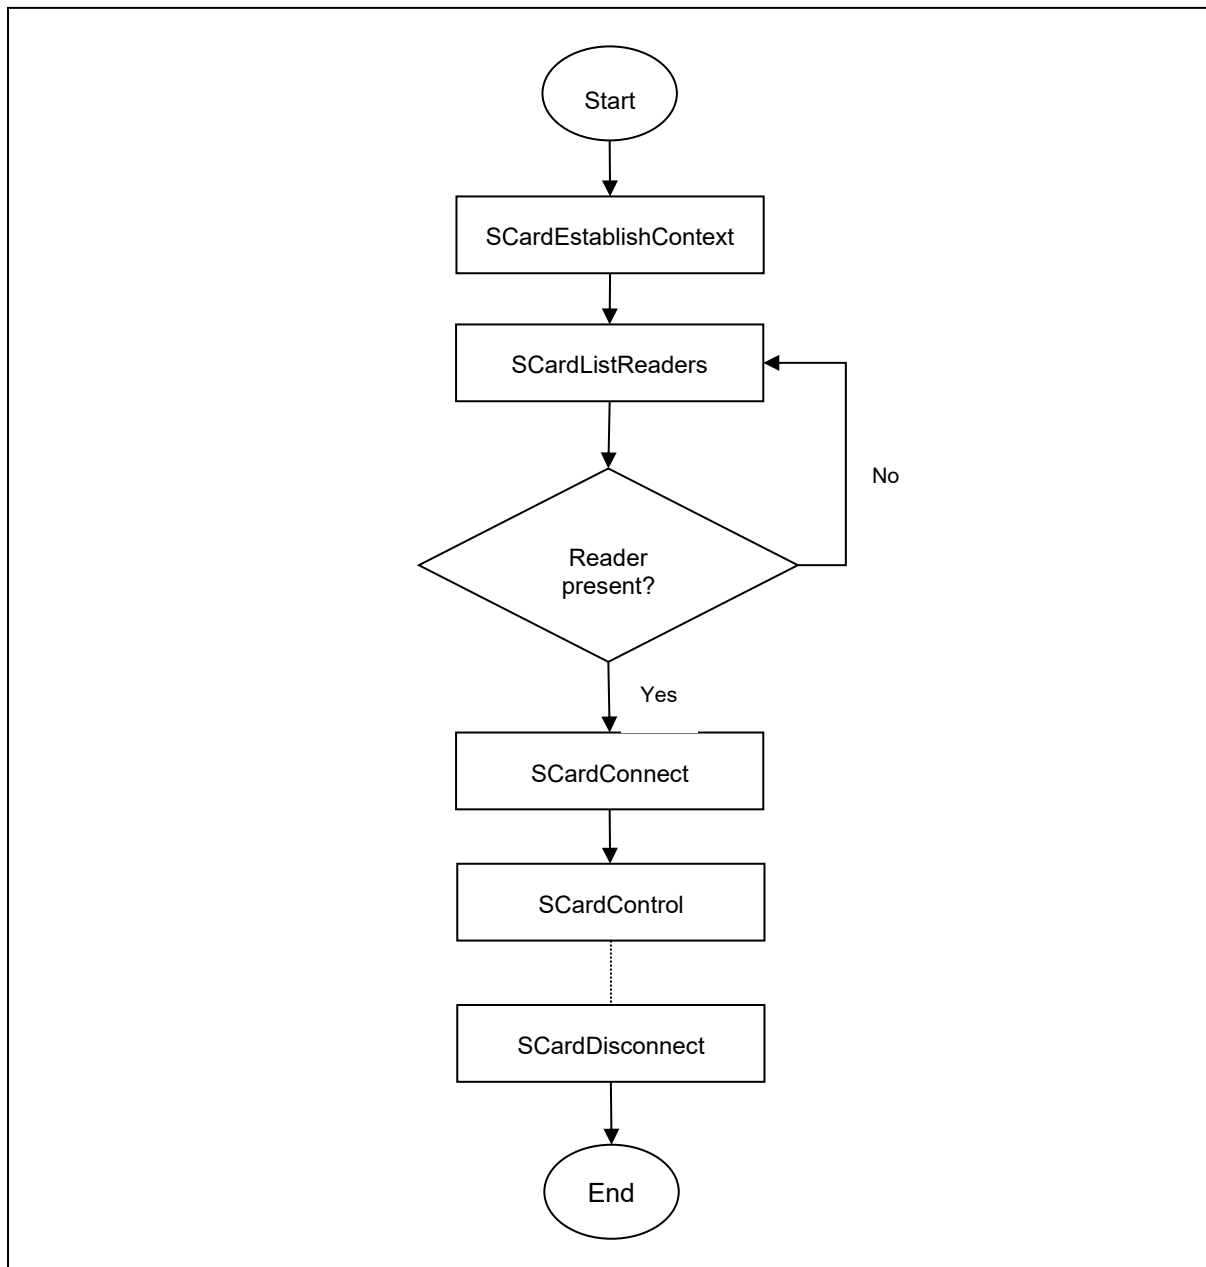 Start
SCardEstablishContext
SCardListReaders
No
Reader
present?
Yes
SCardConnect
SCardControl
SCardDisconnect
End